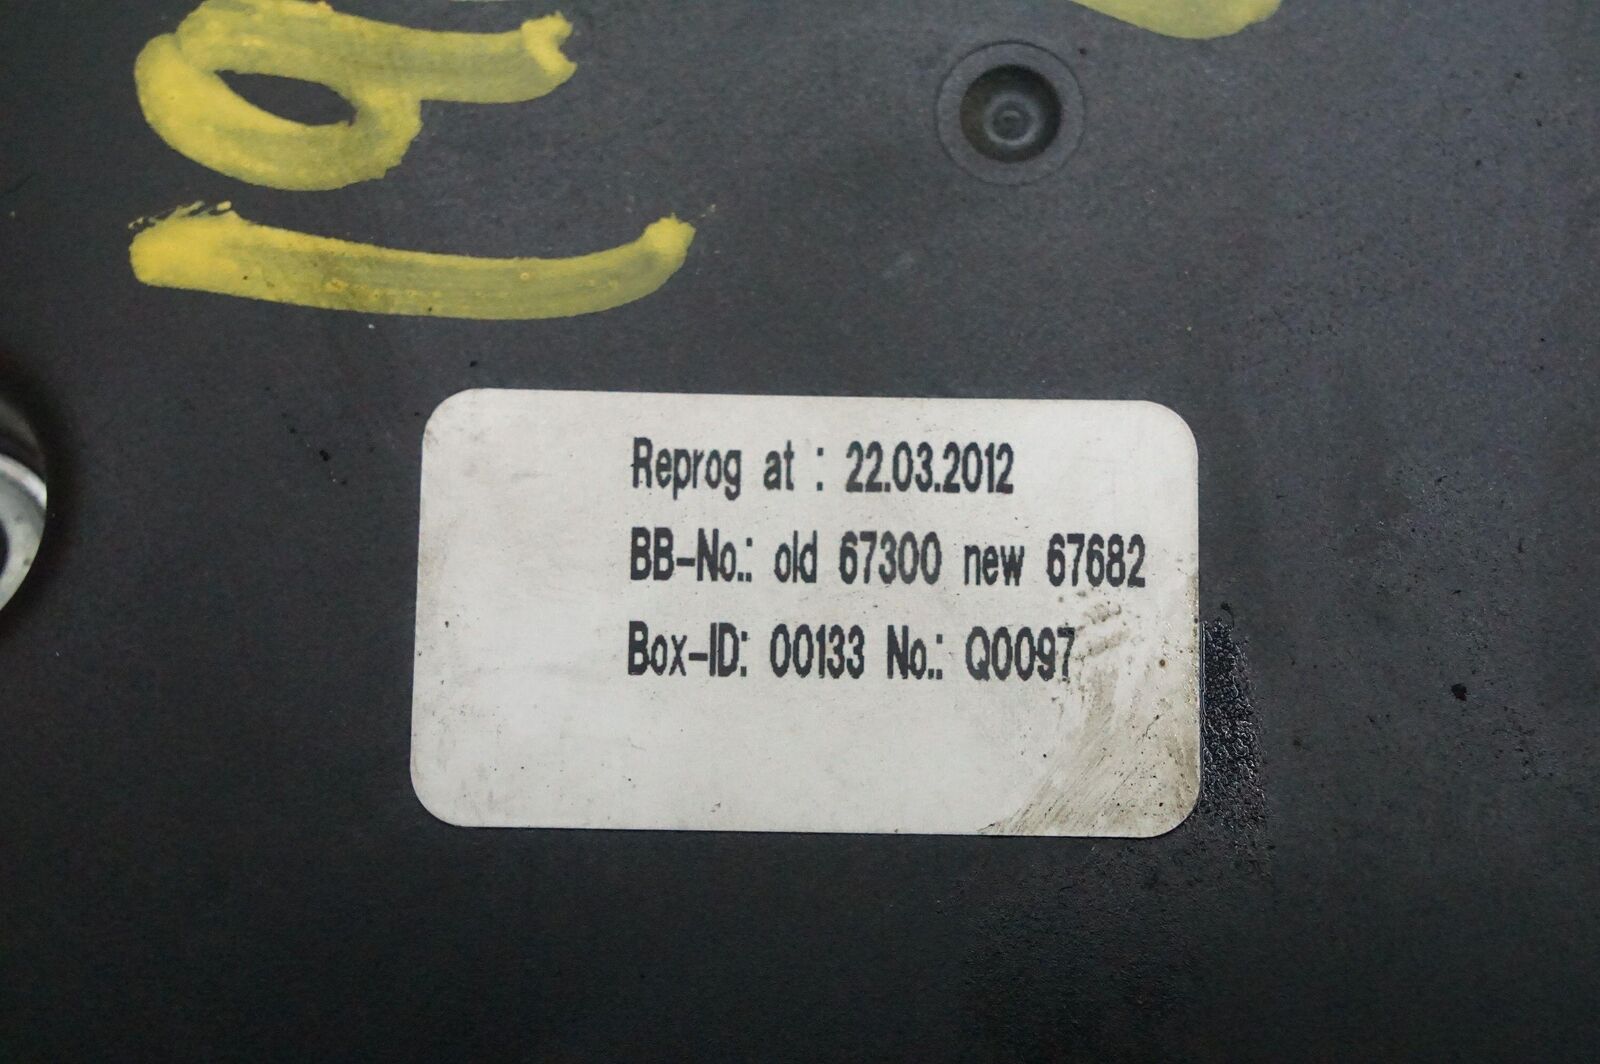 Reprog at : 22.03.2012
BB-No.: old 67300 new 67682
Box-ID: 00133 No.: Q0097